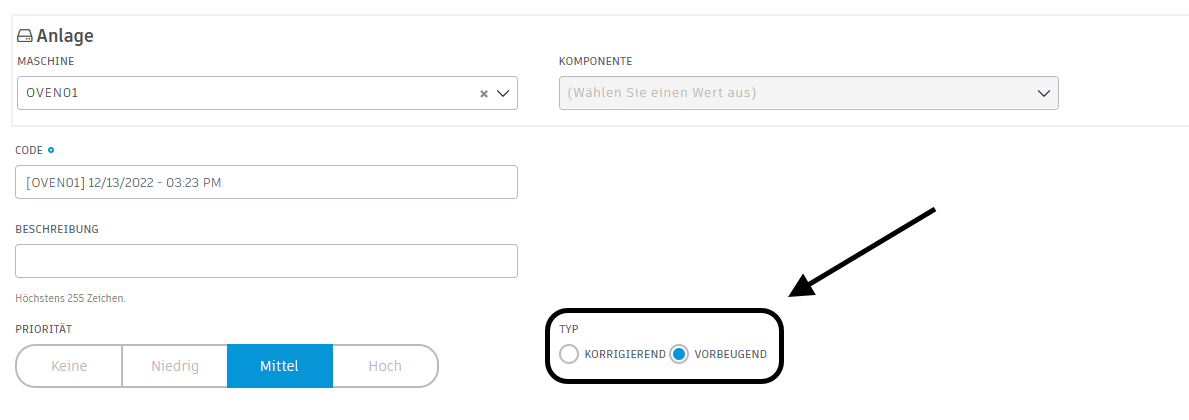 Anlage
MASCHINE
KOMPONENTE
OVEN01
(Wählen Sie einen Wert aus)
CODE
[OVEN01] 12/13/2022 - 03:23 PM
BESCHREIBUNG
Höchstens 255 Zeichen.
PRIORITÄT
Keine Niedrig Mittel Hoch
TYP
KORRIGIEREND VORBEUGEND